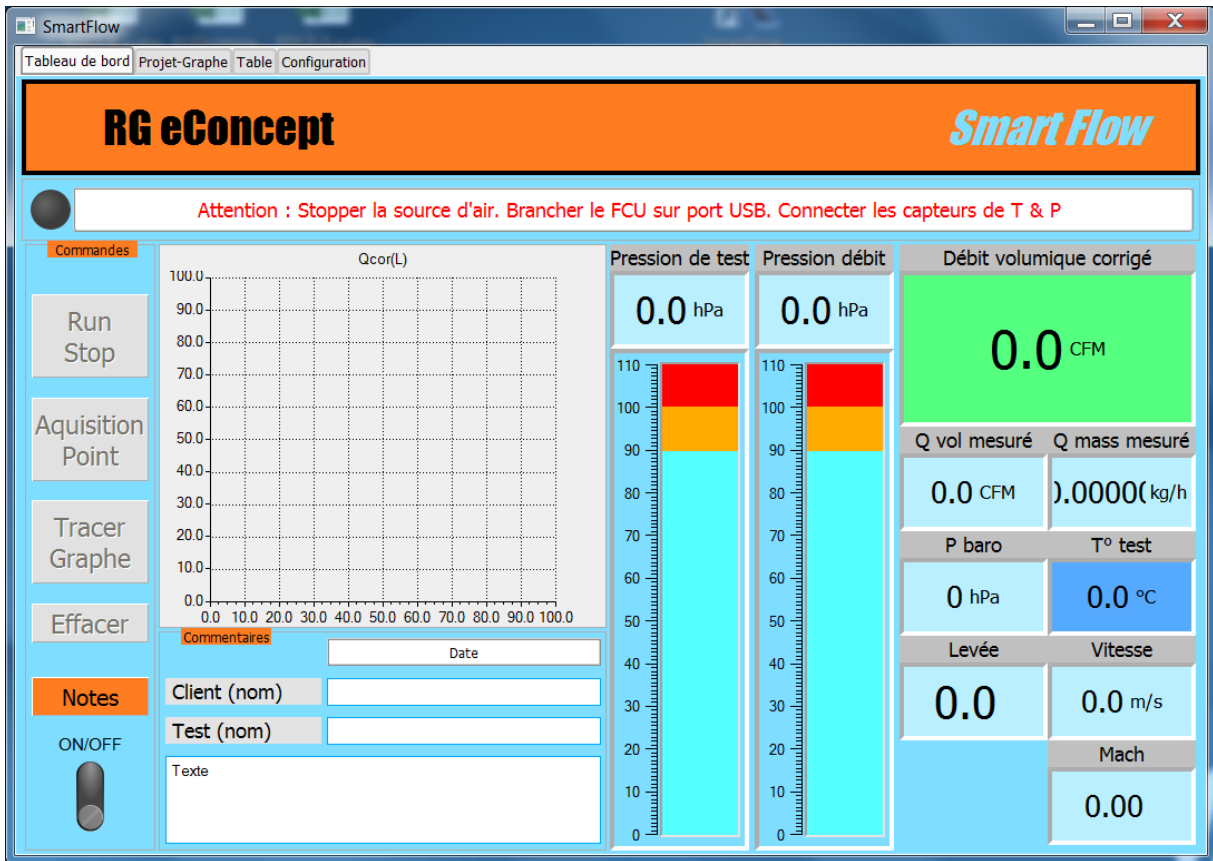 SmartFlow
Tableau de bord Projet-Graphe Table Configuration
RG eConcept
Smart Flow
Attention : Stopper la source d'air. Brancher le FCU sur port USB. Connecter les capteurs de T & P
Commandes
Run
Stop
Aquisition
Point
Tracer
Graphe
Effacer
Notes
ON/OFF
Qcor(L)
100.0
90.0
80.0
70.0
60.0
50.0
40.0
30.0
20.0
10.0
0.0
0.0 10.0 20.0 30.0 40.0 50.0 60.0 70.0 80.0 90.0 100.0
Commentaires
Date
Client (nom)
Test (nom)
Texte
Pression de test
0.0 hPa
110
100
90
80
70
60
50
40
30
20
10
0
Pression débit
0.0 hPa
110
100
90
80
70
60
50
40
30
20
10
0
Débit volumique corrigé
0.0 CFM
Q vol mesuré Q mass mesuré
0.0 CFM 0.0000 kg/h
P baro T° test
0 hPa 0.0 °C
Levée Vitesse
0.0 0.0 m/s
Mach
0.00